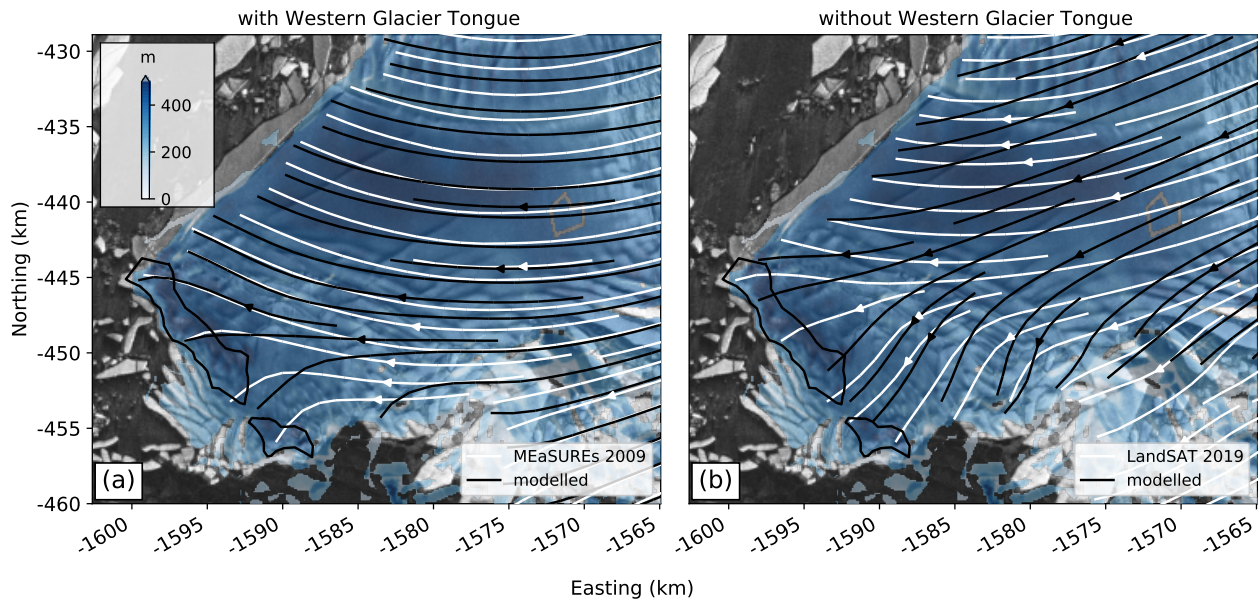 with Western Glacier Tongue
without Western Glacier Tongue
-430
-435
-440
-445
-450
-455
-460
Northing (km)
m
400
200
0
MEaSUREs 2009
modelled
(a)
LandSAT 2019
modelled
(b)
-1600
-1595
-1590
-1585
-1580
-1575
-1570
-1565
-1600
-1595
-1590
-1585
-1580
-1575
-1570
-1565
Easting (km)